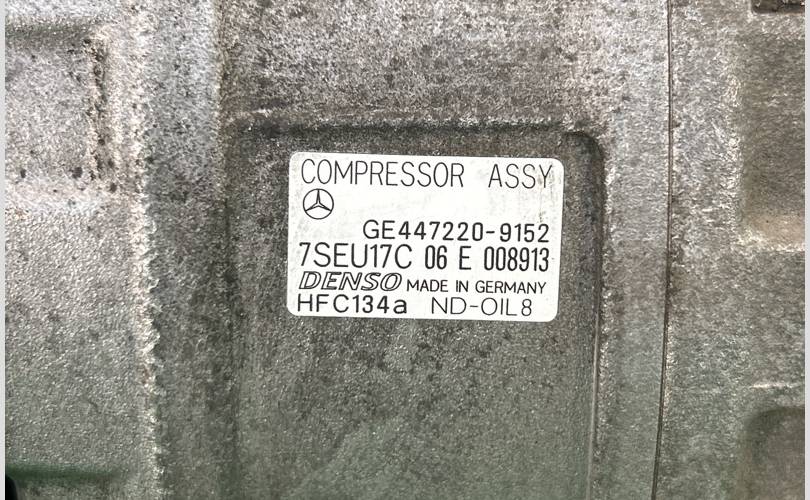 COMPRESSOR ASSY
GE447220-9152
7SEU17C 06 E 008913
DENSO MADE IN GERMANY
HFC134a ND-OIL8